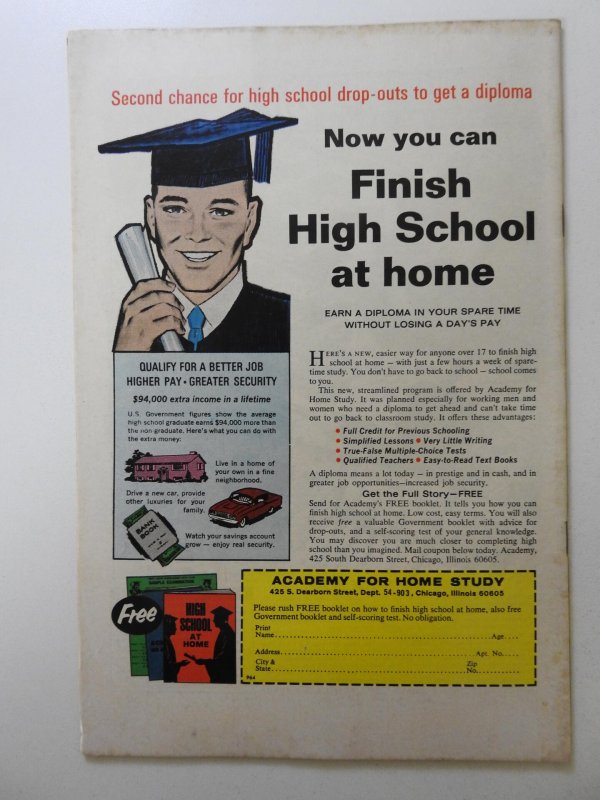 Second chance for high school drop-outs to get a diploma
Now you can
Finish
High School
at home
EARN A DIPLOMA IN YOUR SPARE TIME
WITHOUT LOSING A DAY'S PAY
HERE'S A NEW, easier way for anyone over 17 to finish high
school at home — with just a few hours a week of spare-
time study. You don't have to go back to school — school comes
to you.
This new, streamlined program is offered by Academy for
Home Study. It was planned especially for working men and
women who need a diploma to get ahead and can't take time
out to go back to classroom study. It offers these advantages:
• Full Credit for Previous Schooling
• Simplified Lessons • Very Little Writing
• True-False Multiple-Choice Tests
• Qualified Teachers • Easy-to-Read Text Books
A diploma means a lot today — in prestige and in cash, and in
greater job opportunities—increased job security.
Get the Full Story—FREE
Send for Academy's FREE booklet. It tells you how you can
finish high school at home. Low cost, easy terms. You will also
receive free a valuable Government booklet with advice for
drop-outs, and a self-scoring test of your general knowledge.
You may discover you are much closer to completing high
school than you imagined. Mail coupon below today. Academy,
425 South Dearborn Street, Chicago, Illinois 60605.
QUALIFY FOR A BETTER JOB
HIGHER PAY • GREATER SECURITY
$94,000 extra income in a lifetime
U.S. Government figures show the average
high school graduate earns $94,000 more than
the non-graduate. Here's what you can do with
the extra money:
Live in a home of
your own in a fine
neighborhood.
Drive a new car, provide
other luxuries for your
family.
BANK
BOOK
Watch your savings account
grow — enjoy real security.
Free
SAMPLE EXAMINATION
HIGH
SCHOOL
AT
HOME
ACADEMY FOR HOME STUDY
425 S. Dearborn Street, Dept. 54-903, Chicago, Illinois 60605
Please rush FREE booklet on how to finish high school at home, also free
Government booklet and self-scoring test. No obligation.
Print
Name Age
Address Apt. No.
City & Zip
State No.
P64